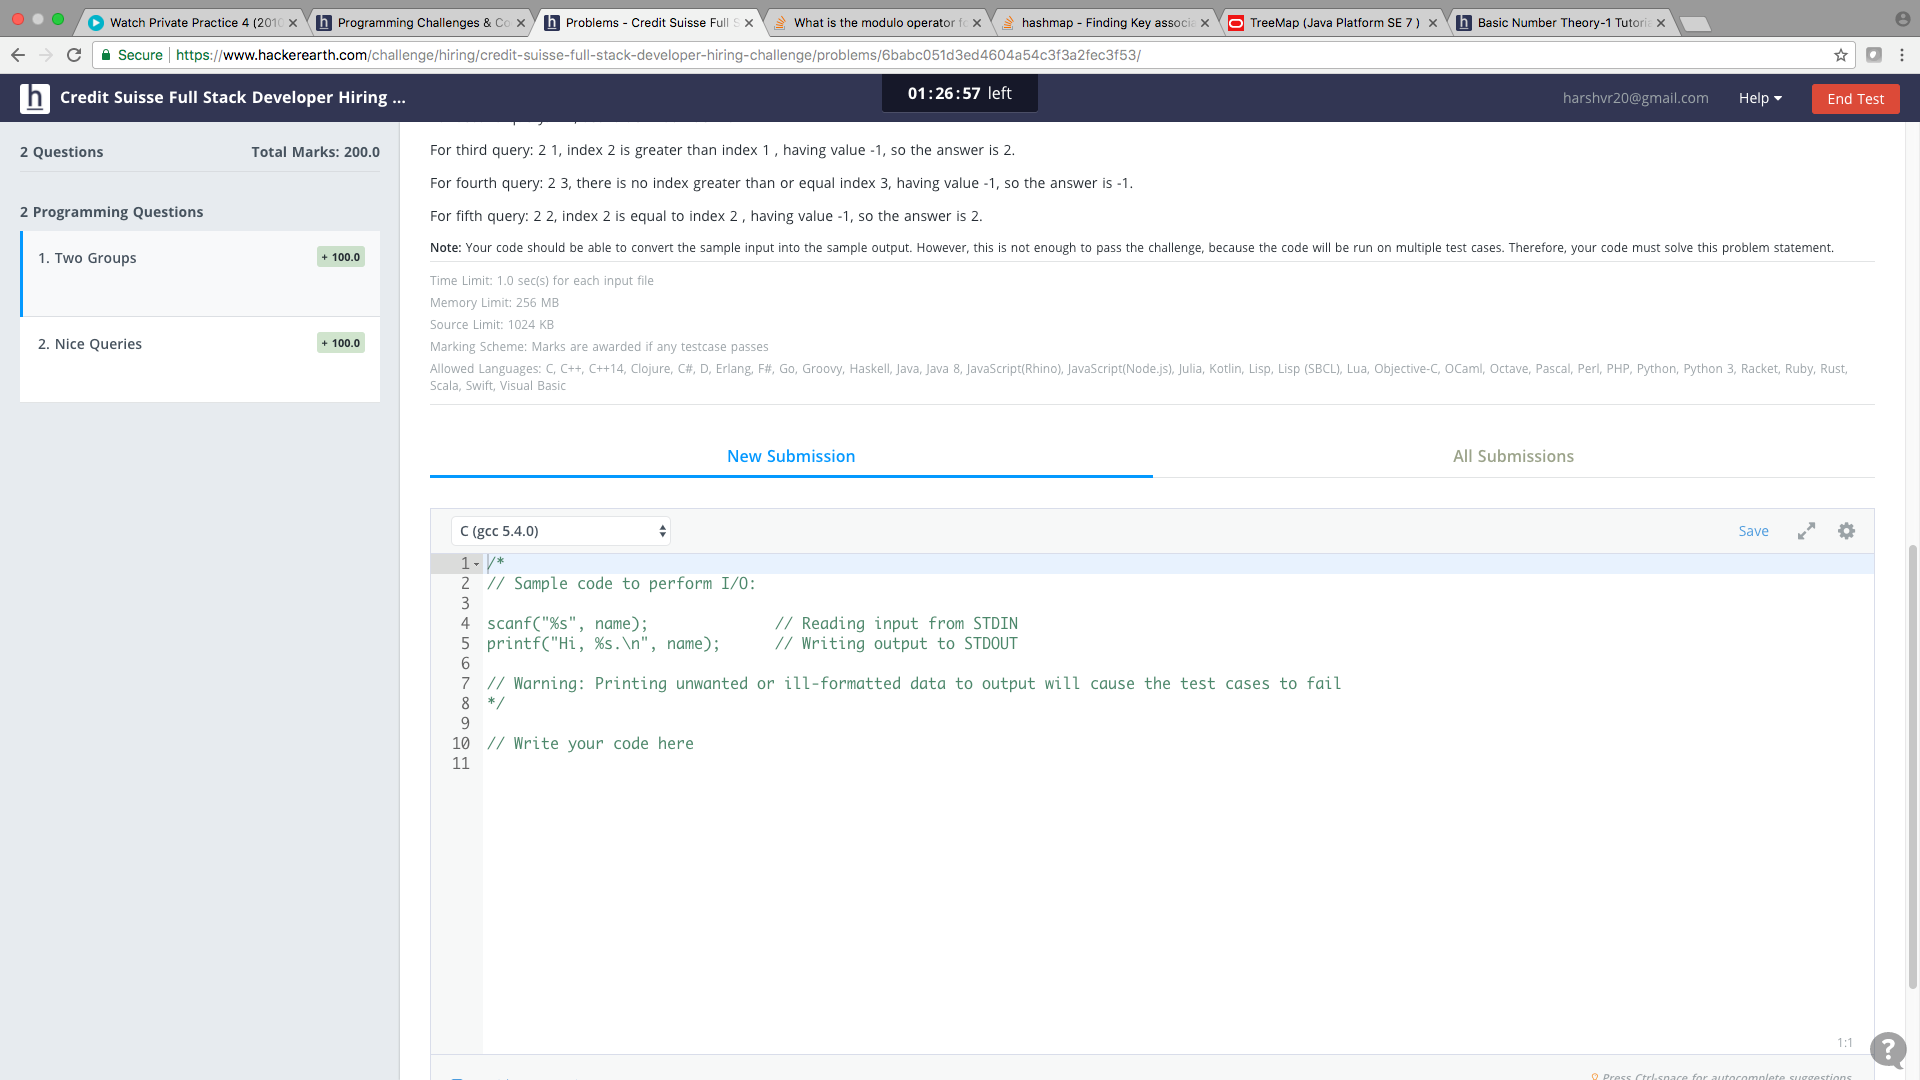 Watch Private Practice 4 (2010
Programming Challenges & Co
Problems - Credit Suisse Full S
What is the modulo operator f
hashmap - Finding Key associa
TreeMap (Java Platform SE 7 )
Basic Number Theory-1 Tutoria
Secure https://www.hackerearth.com/challenge/hiring/credit-suisse-full-stack-developer-hiring-challenge/problems/6babc051d3ed4604a54c3f3a2fec3f53/
h Credit Suisse Full Stack Developer Hiring ...
01:26:57 left
harshvr20@gmail.com
Help
End Test
2 Questions
Total Marks: 200.0
2 Programming Questions
1. Two Groups
+ 100.0
2. Nice Queries
+ 100.0
For third query: 2 1, index 2 is greater than index 1 , having value -1, so the answer is 2.
For fourth query: 2 3, there is no index greater than or equal index 3, having value -1, so the answer is -1.
For fifth query: 2 2, index 2 is equal to index 2 , having value -1, so the answer is 2.
Note: Your code should be able to convert the sample input into the sample output. However, this is not enough to pass the challenge, because the code will be run on multiple test cases. Therefore, your code must solve this problem statement.
Time Limit: 1.0 sec(s) for each input file
Memory Limit: 256 MB
Source Limit: 1024 KB
Marking Scheme: Marks are awarded if any testcase passes
Allowed Languages: C, C++, C++14, Clojure, C#, D, Erlang, F#, Go, Groovy, Haskell, Java, Java 8, JavaScript(Rhino), JavaScript(Node.js), Julia, Kotlin, Lisp, Lisp (SBCL), Lua, Objective-C, OCaml, Octave, Pascal, Perl, PHP, Python, Python 3, Racket, Ruby, Rust,
Scala, Swift, Visual Basic
New Submission
All Submissions
C (gcc 5.4.0)
Save
1 /*
2 // Sample code to perform I/O:
3
4 scanf("%s", name); // Reading input from STDIN
5 printf("Hi, %s.\n", name); // Writing output to STDOUT
6
7 // Warning: Printing unwanted or ill-formatted data to output will cause the test cases to fail
8 */
9
10 // Write your code here
11
1:1
?
Press Ctrl-space for autocomplete suggestions